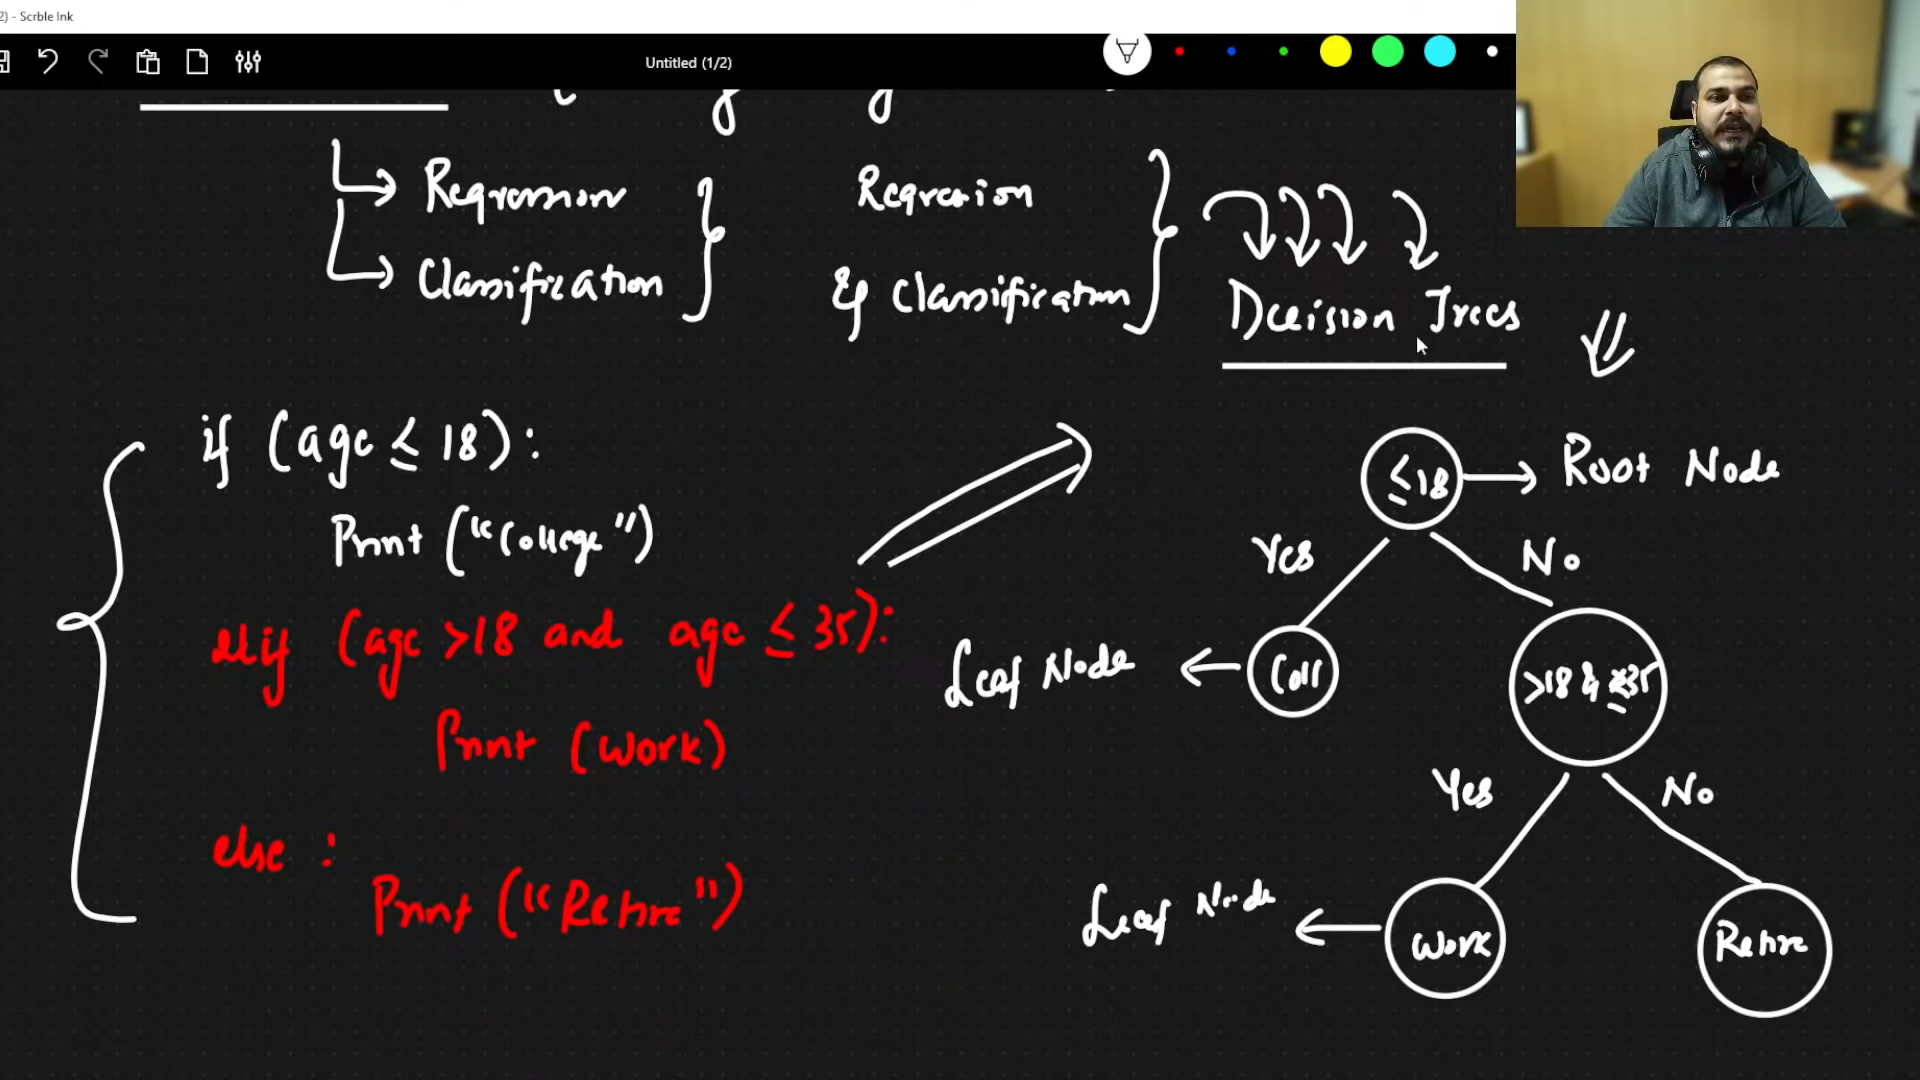 2) - Scrble Ink
Untitled (1/2)
Regression
Classification
Regression
& Classification
Decision Trees
if (age ≤ 18):
Print ("College")
elif (age >18 and age ≤ 35):
Print (Work)
else :
Print ("Retire")
≤18
Root Node
Yes
No
Leaf Node
Coll
>18 & ≤35
Yes
No
Leaf Node
Work
Retire